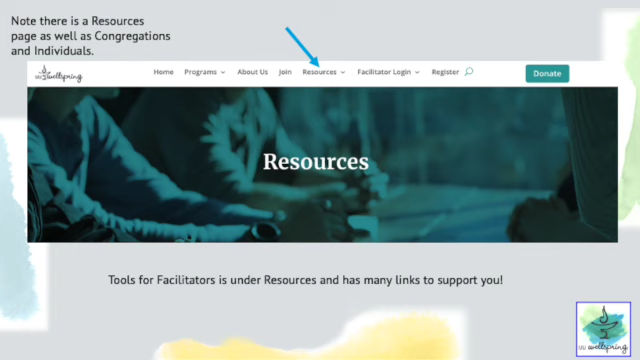 Note there is a Resources
page as well as Congregations
and Individuals.
uu wellspring
Home Programs About Us Join Resources Facilitator Login Register Donate
Resources
Tools for Facilitators is under Resources and has many links to support you!
uu wellspring